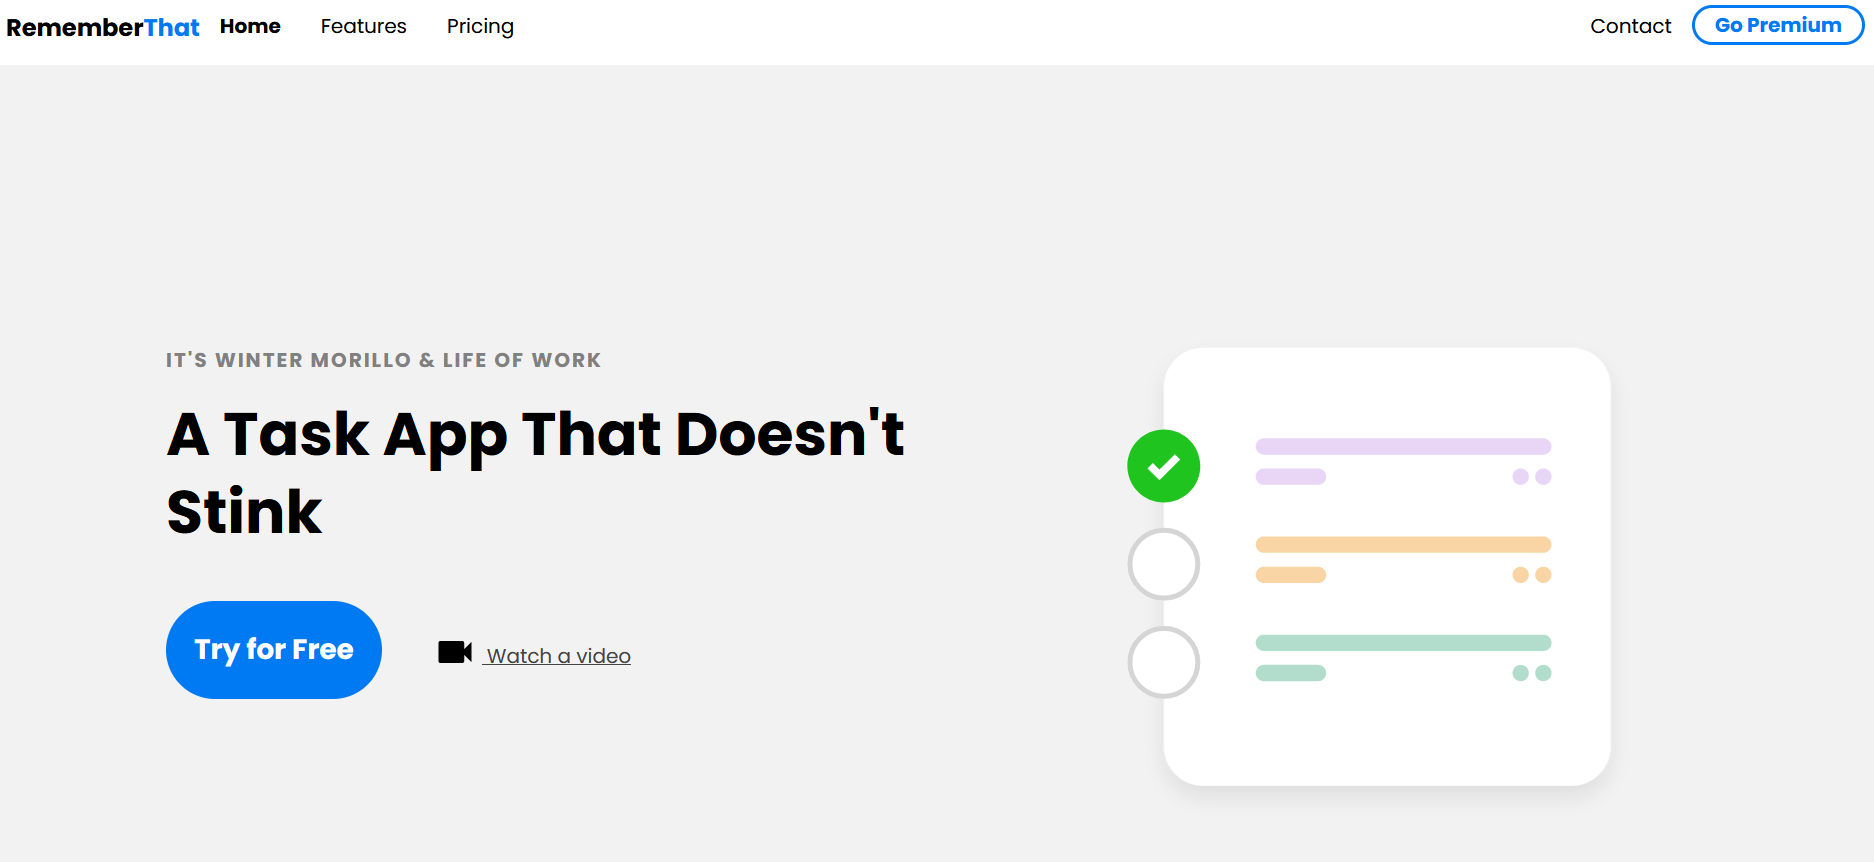 RememberThat Home Features Pricing Contact Go Premium
IT'S WINTER MORILLO & LIFE OF WORK
A Task App That Doesn't
Stink
Try for Free Watch a video